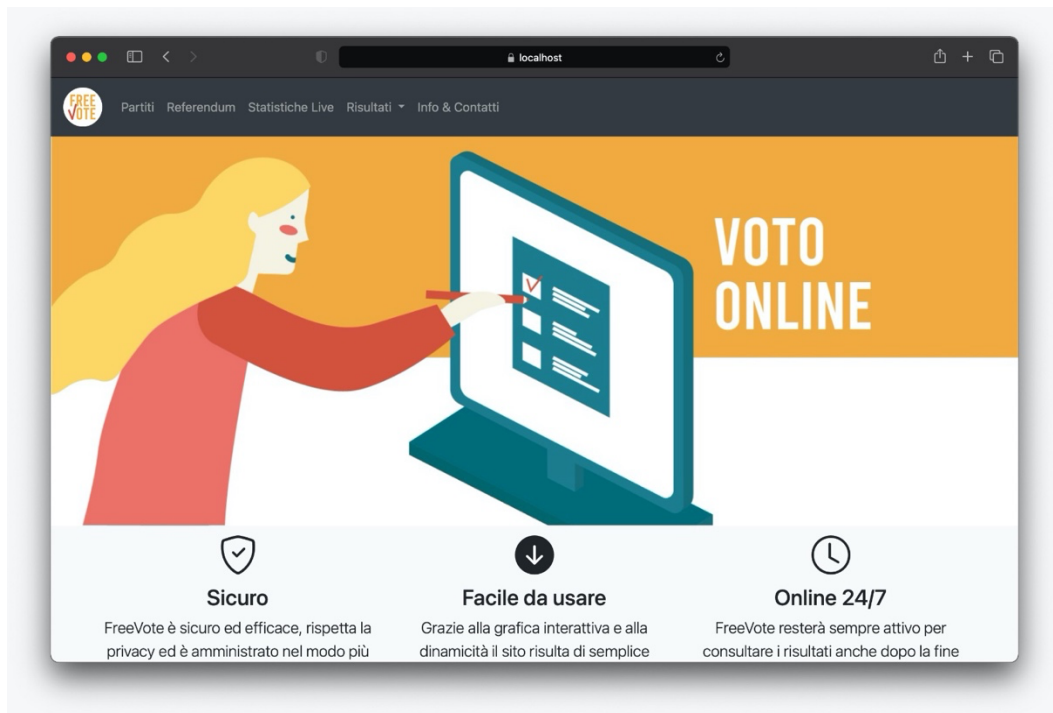 localhost
FREE
VOTE
Partiti Referendum Statistiche Live Risultati Info & Contatti
VOTO
ONLINE
Sicuro
FreeVote è sicuro ed efficace, rispetta la
privacy ed è amministrato nel modo più
Facile da usare
Grazie alla grafica interattiva e alla
dinamicità il sito risulta di semplice
Online 24/7
FreeVote resterà sempre attivo per
consultare i risultati anche dopo la fine